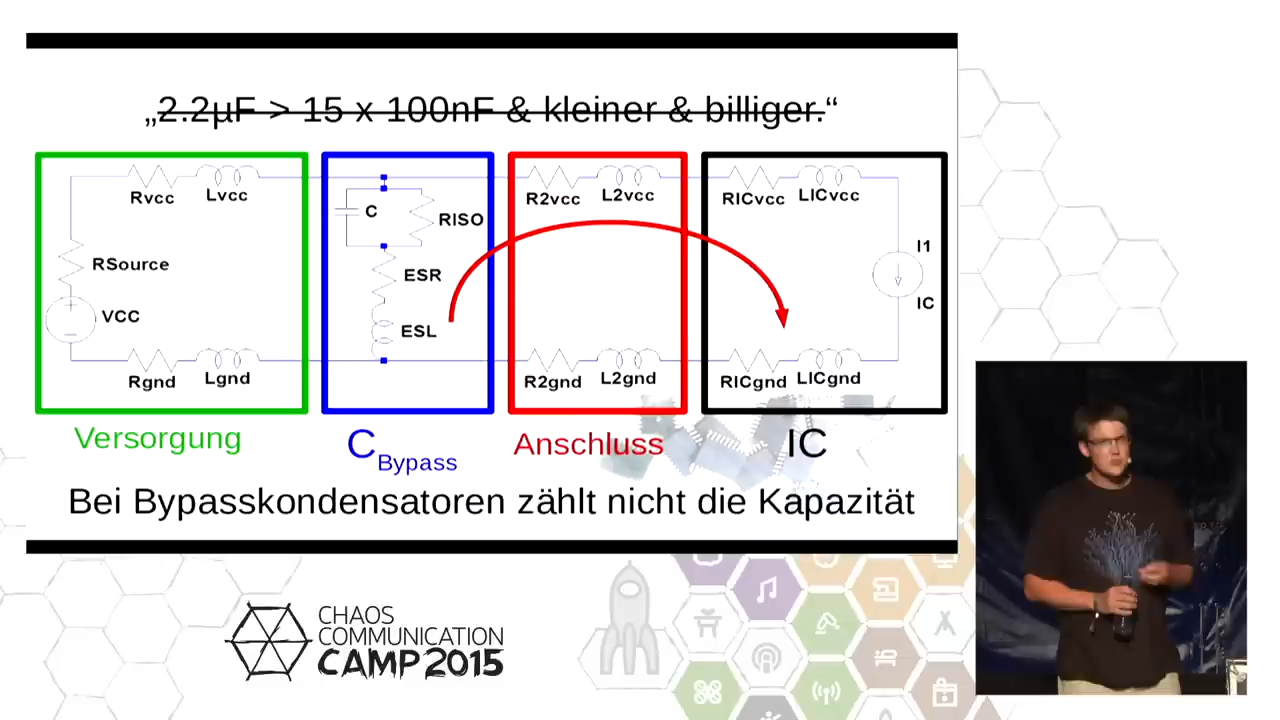 „2.2µF > 15 x 100nF & kleiner & billiger.“
Rvcc Lvcc
C
RISO
R2vcc L2vcc
RICvcc LICvcc
RSource
ESR
I1
VCC
ESL
IC
Rgnd Lgnd
R2gnd L2gnd
RICgnd LICgnd
Versorgung
CBypass
Anschluss
IC
Bei Bypasskondensatoren zählt nicht die Kapazität
CHAOS
COMMUNICATION
CAMP 2015